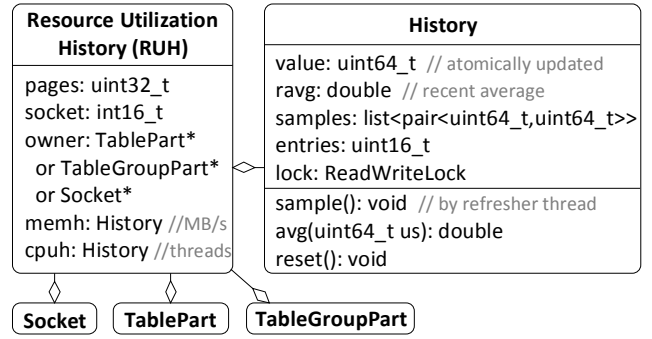 Resource Utilization
History (RUH)
pages: uint32_t
socket: int16_t
owner: TablePart*
or TableGroupPart*
or Socket*
memh: History //MB/s
cpuh: History //threads
History
value: uint64_t // atomically updated
ravg: double // recent average
samples: list<pair<uint64_t,uint64_t>>
entries: uint16_t
lock: ReadWriteLock
sample(): void // by refresher thread
avg(uint64_t us): double
reset(): void
Socket
TablePart
TableGroupPart